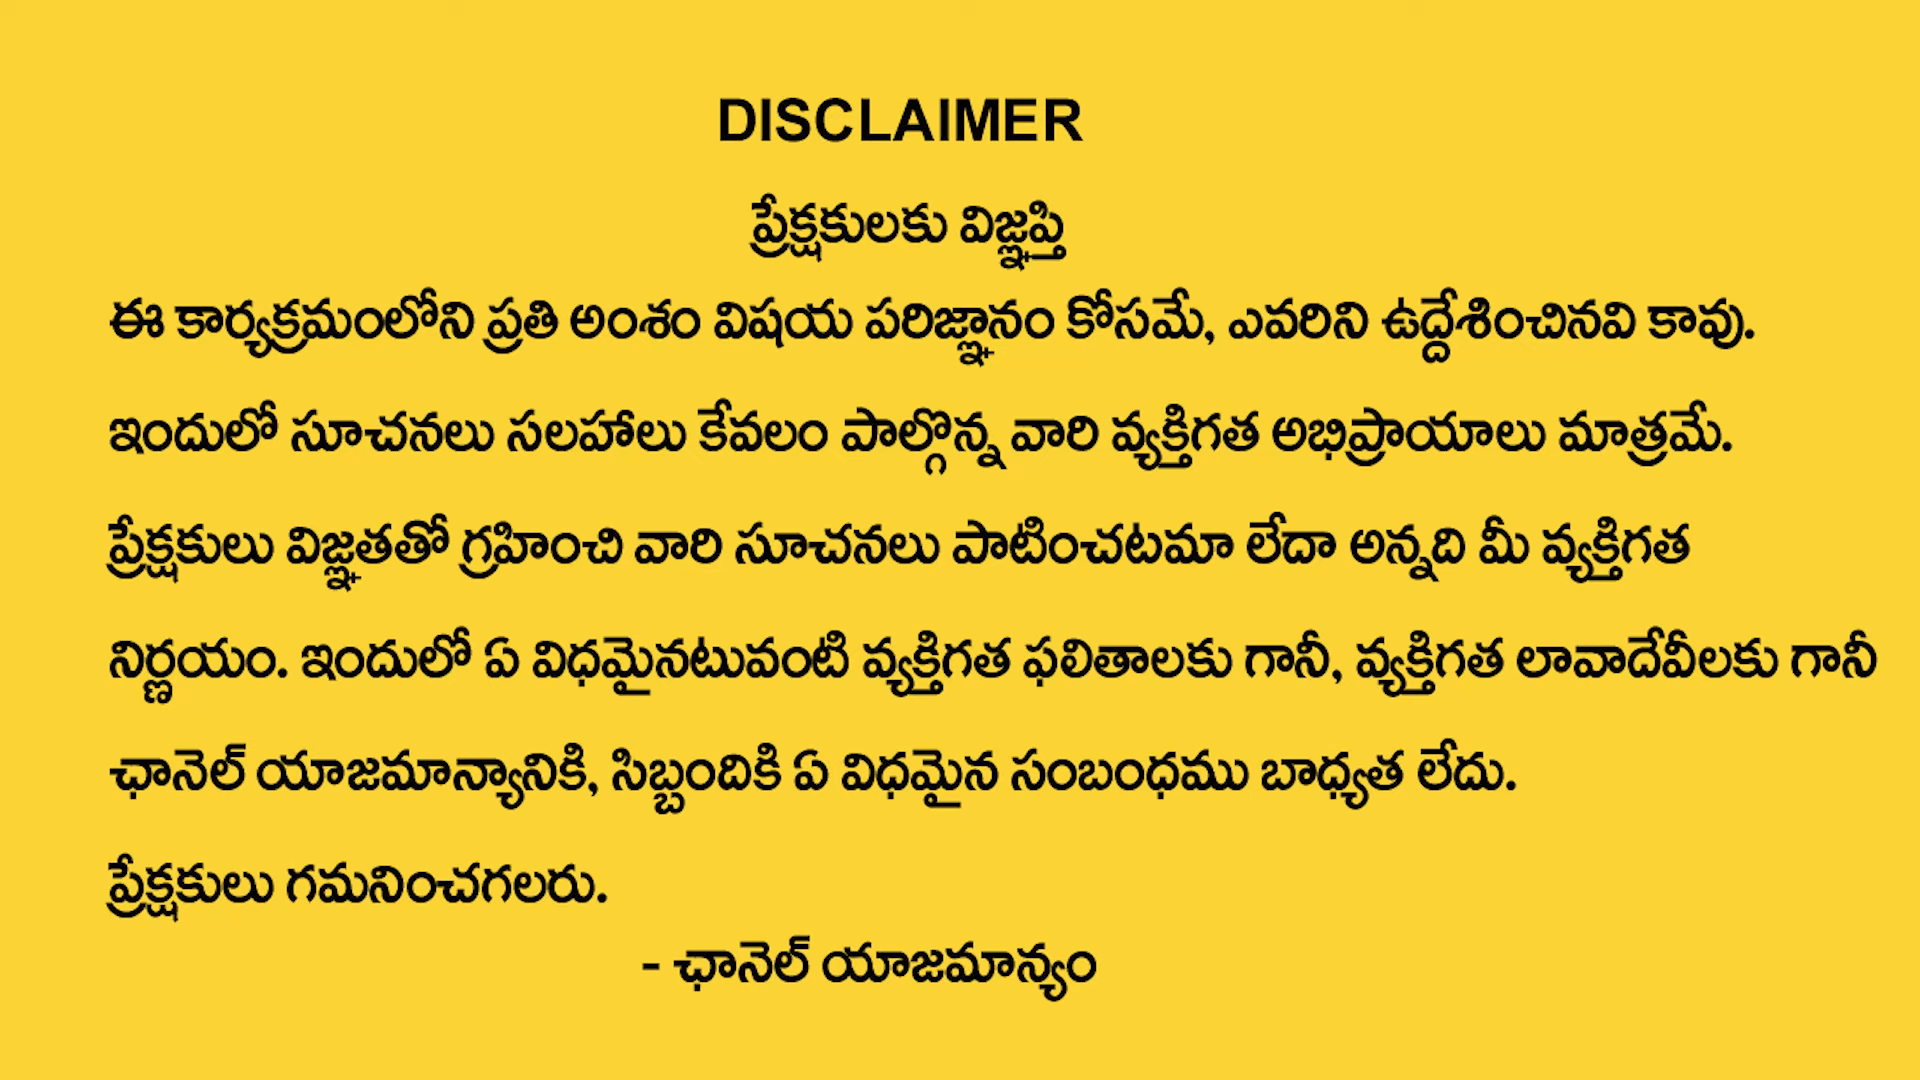 DISCLAIMER
ప్రేక్షకులకు విజ్ఞప్తి
ఈ కార్యక్రమంలోని ప్రతి అంశం విషయ పరిజ్ఞానం కోసమే, ఎవరిని ఉద్దేశించినవి కావు.
ఇందులో సూచనలు సలహాలు కేవలం పాల్గొన్న వారి వ్యక్తిగత అభిప్రాయాలు మాత్రమే.
ప్రేక్షకులు విజ్ఞతతో గ్రహించి వారి సూచనలు పాటించటమా లేదా అన్నది మీ వ్యక్తిగత
నిర్ణయం. ఇందులో ఏ విధమైనటువంటి వ్యక్తిగత ఫలితాలకు గానీ, వ్యక్తిగత లావాదేవీలకు గానీ
ఛానెల్ యాజమాన్యానికి, సిబ్బందికి ఏ విధమైన సంబంధము బాధ్యత లేదు.
ప్రేక్షకులు గమనించగలరు.
- ఛానెల్ యాజమాన్యం